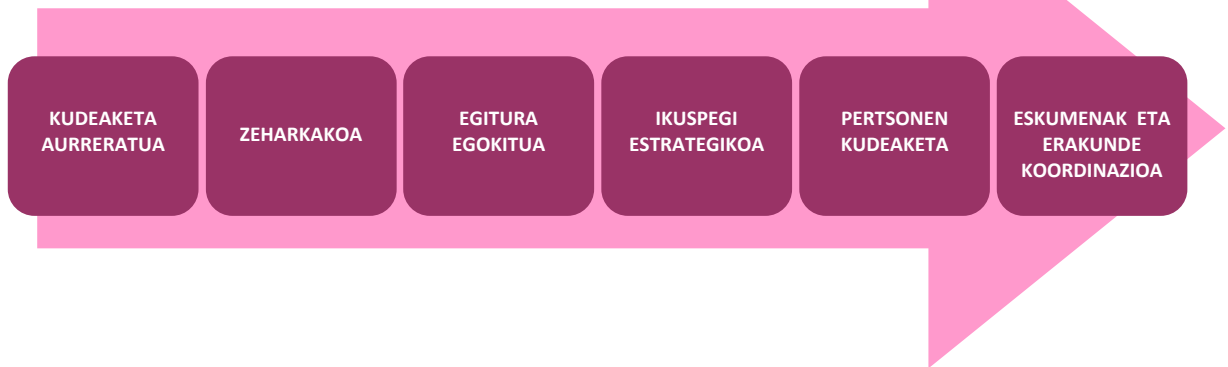 KUDEAKETA
AURRERATUA
ZEHARKAKOA
EGITURA
EGOKITUA
IKUSPEGI
ESTRATEGIKOA
PERTSONEN
KUDEAKETA
ESKUMENAK ETA
ERAKUNDE
KOORDINAZIOA